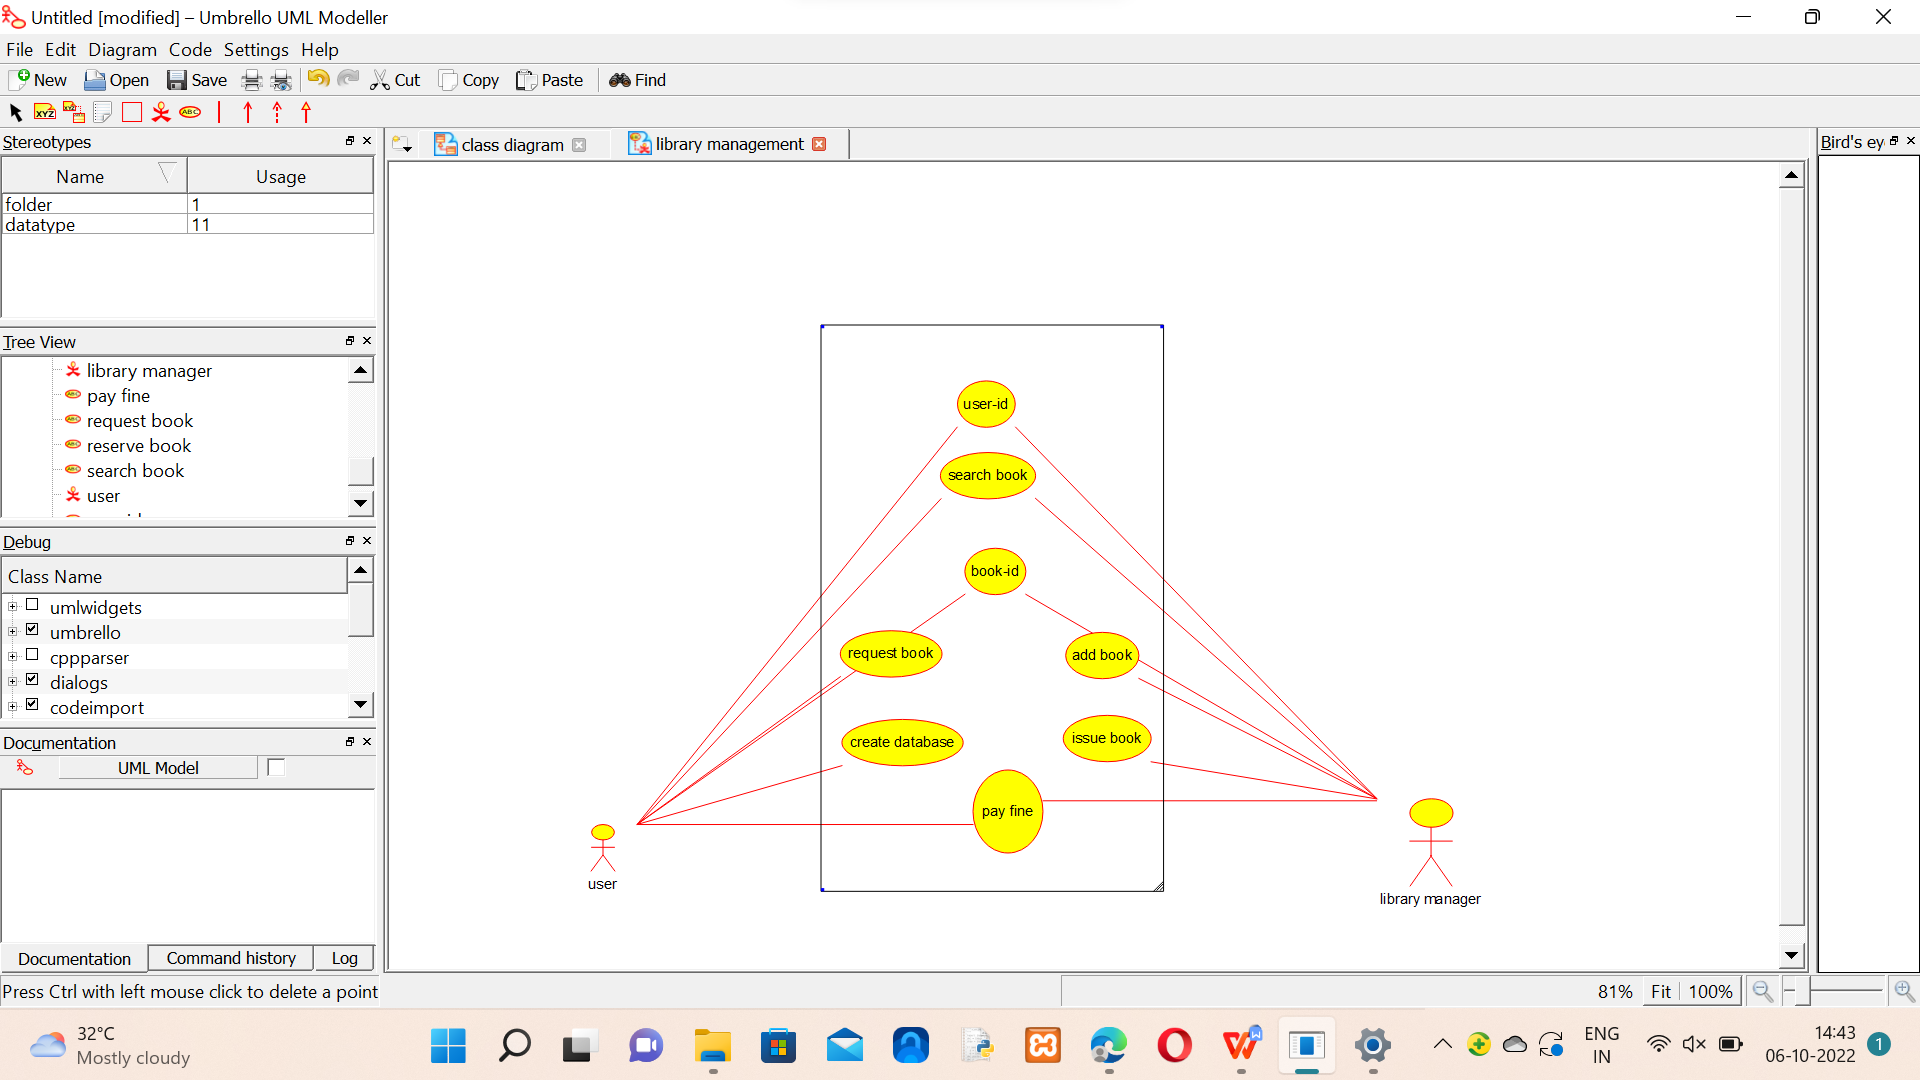 Untitled [modified] – Umbrello UML Modeller
File Edit Diagram Code Settings Help
New Open Save Cut Copy Paste Find
XYZ XYZ ABC
Stereotypes
Name Usage
folder 1
datatype 11
Tree View
library manager
pay fine
request book
reserve book
search book
user
Debug
Class Name
umlwidgets
umbrello
cppparser
dialogs
codeimport
Documentation
UML Model
Documentation Command history Log
Press Ctrl with left mouse click to delete a point
class diagram library management
user-id
search book
book-id
request book
add book
create database
issue book
pay fine
user
library manager
Bird's ey
81% Fit 100%
32°C
Mostly cloudy
ENG
IN
14:43
06-10-2022
1